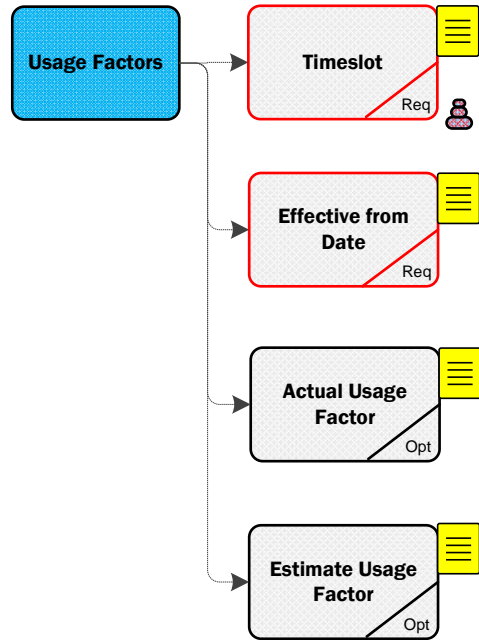 Usage Factors
Timeslot
Req
Effective from
Date
Req
Actual Usage
Factor
Opt
Estimate Usage
Factor
Opt